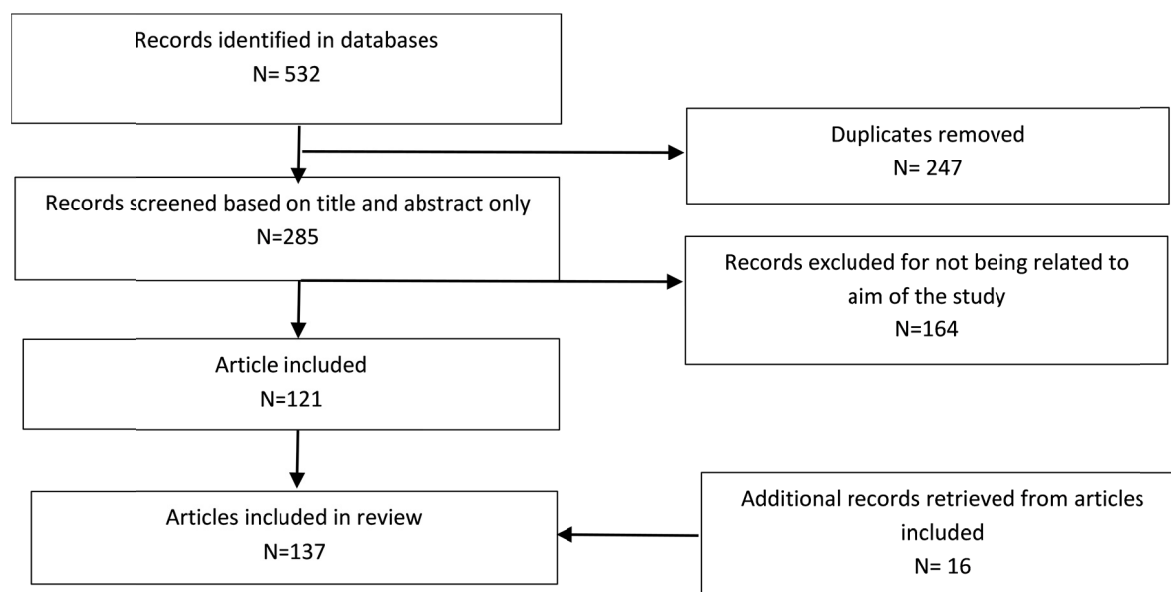 Records identified in databases
N= 532
Duplicates removed
N= 247
Records screened based on title and abstract only
N=285
Records excluded for not being related to
aim of the study
N=164
Article included
N=121
Articles included in review
N=137
Additional records retrieved from articles
included
N= 16